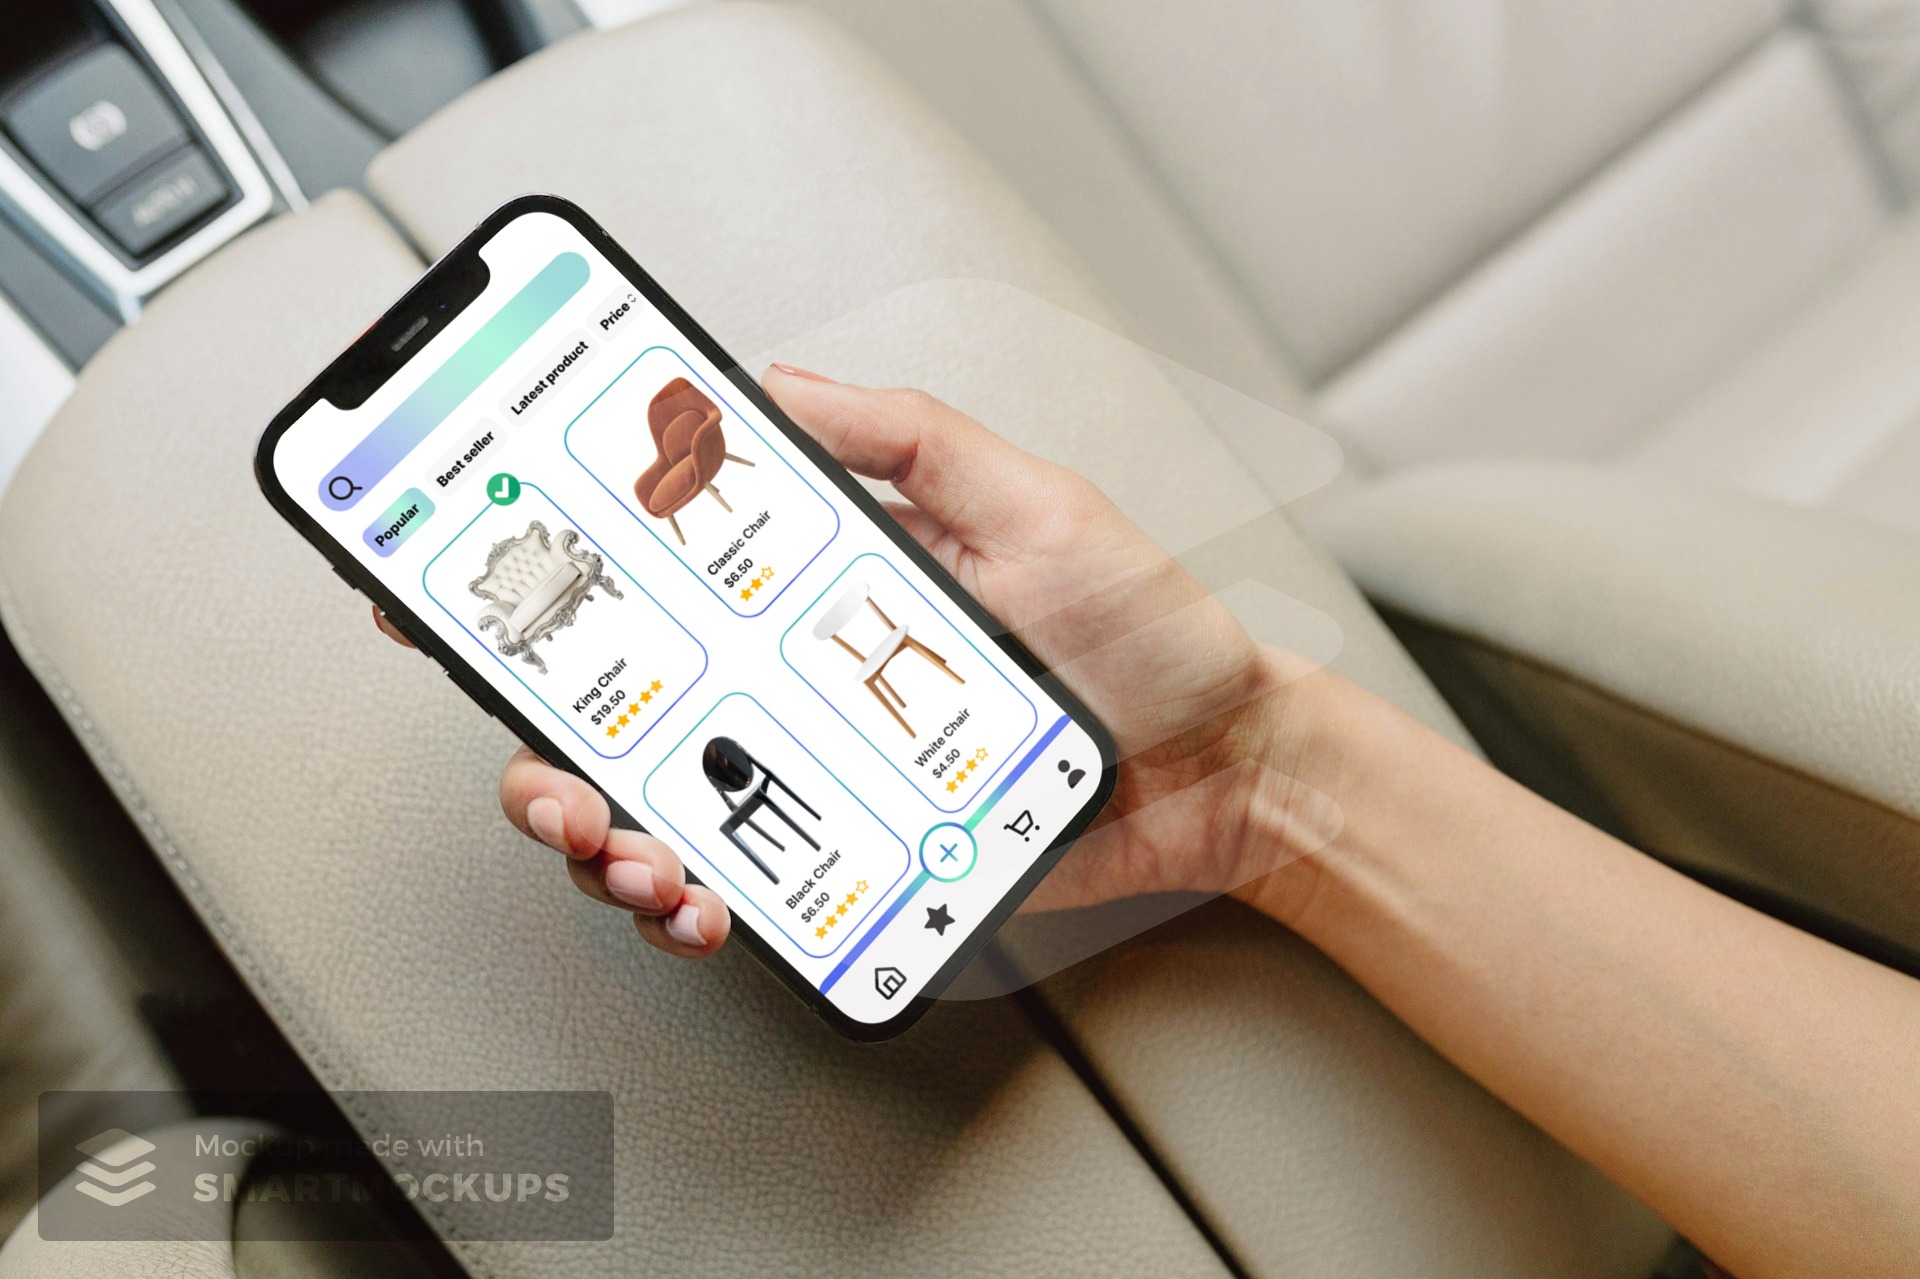 Popular
Best seller
Latest product
Price
King Chair
$19.50
Classic Chair
$6.50
Black Chair
$6.50
White Chair
$4.50
Mockup made with
SMARTMOCKUPS